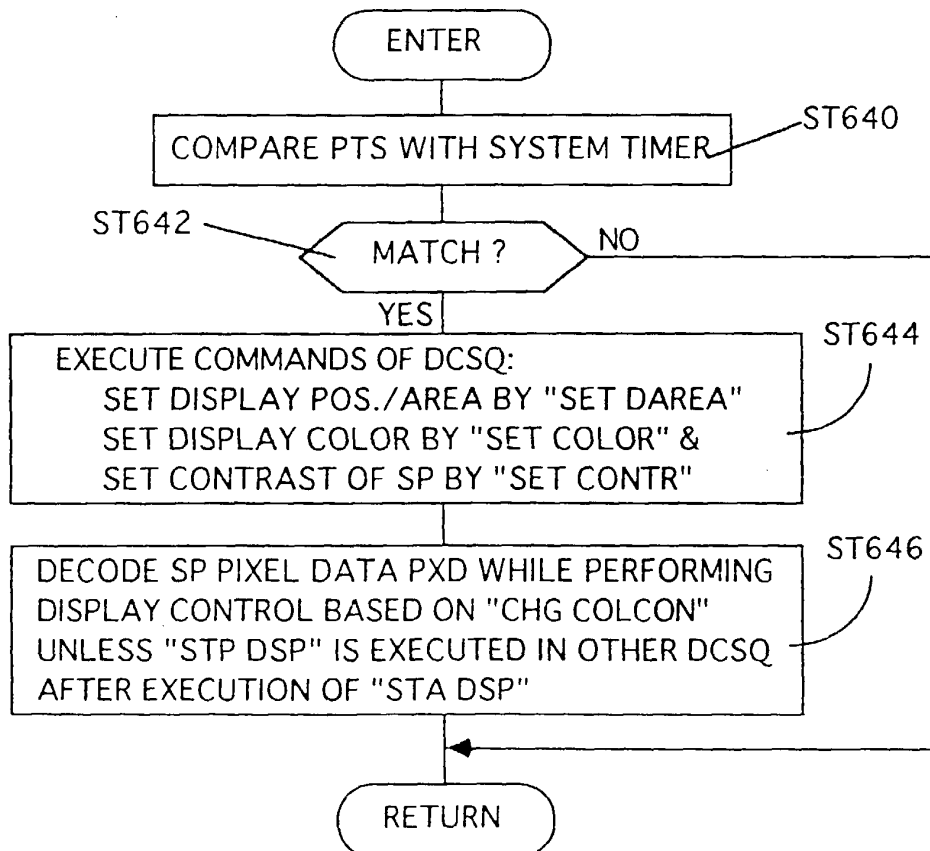 ENTER
COMPARE PTS WITH SYSTEM TIMER
ST640
ST642
MATCH ?
NO
YES
ST644
EXECUTE COMMANDS OF DCSQ:
SET DISPLAY POS./AREA BY "SET DAREA"
SET DISPLAY COLOR BY "SET COLOR" &
SET CONTRAST OF SP BY "SET CONTR"
ST646
DECODE SP PIXEL DATA PXD WHILE PERFORMING
DISPLAY CONTROL BASED ON "CHG COLCON"
UNLESS "STP DSP" IS EXECUTED IN OTHER DCSQ
AFTER EXECUTION OF "STA DSP"
RETURN